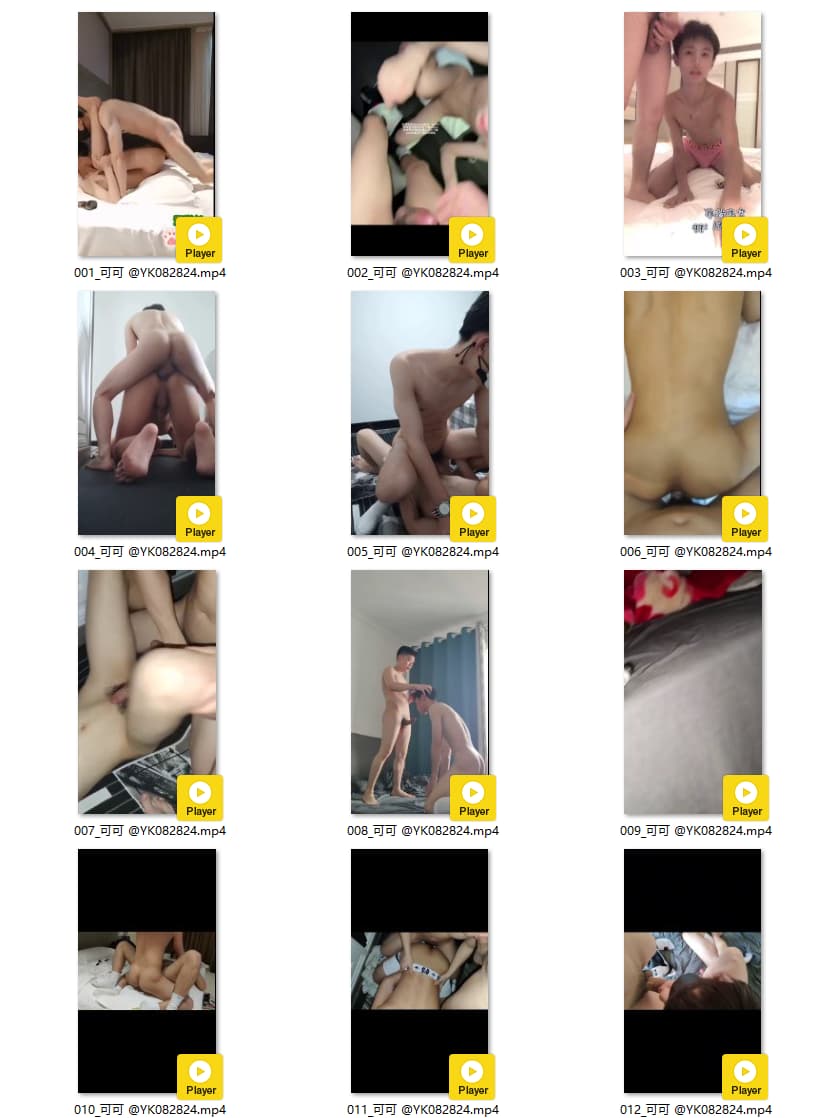 Player
Player
Player
001_可可 @YK082824.mp4
002_可可 @YK082824.mp4
003_可可 @YK082824.mp4
Player
Player
Player
004_可可 @YK082824.mp4
005_可可 @YK082824.mp4
006_可可 @YK082824.mp4
Player
Player
Player
007_可可 @YK082824.mp4
008_可可 @YK082824.mp4
009_可可 @YK082824.mp4
Player
Player
Player
010_可可 @YK082824.mp4
011_可可 @YK082824.mp4
012_可可 @YK082824.mp4